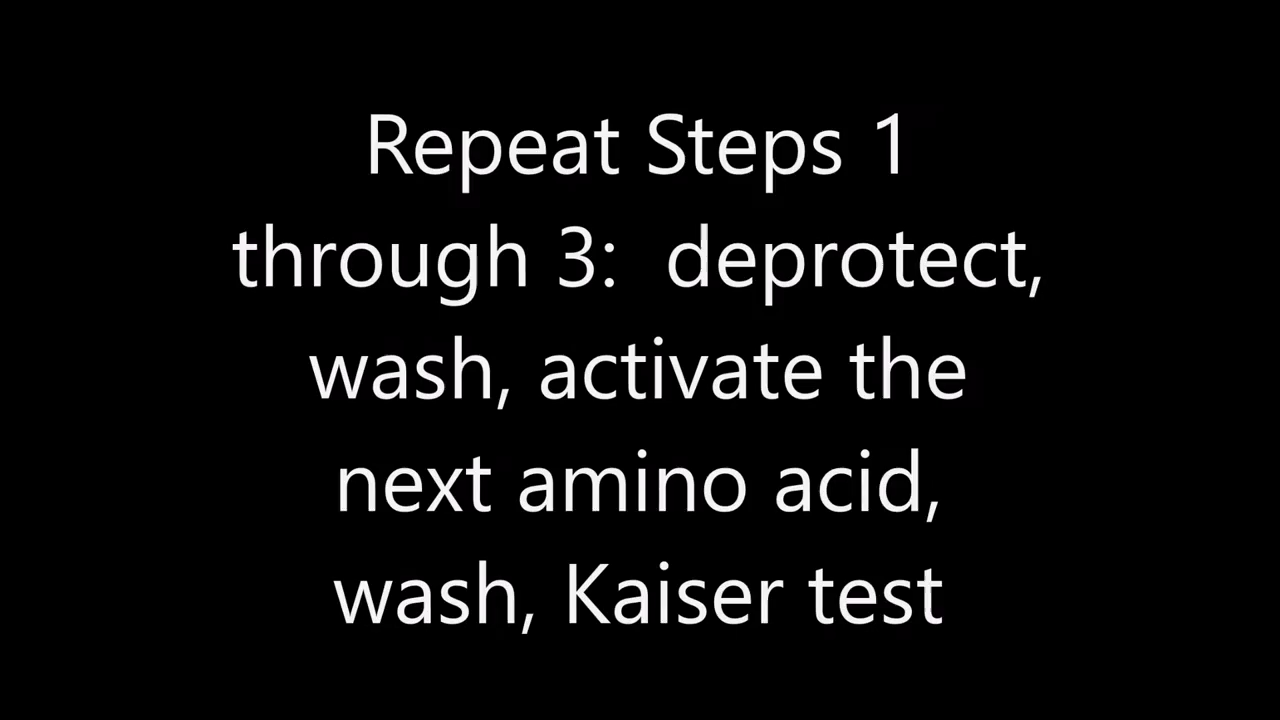 Repeat Steps 1
through 3:  deprotect,
wash, activate the
next amino acid,
wash, Kaiser test